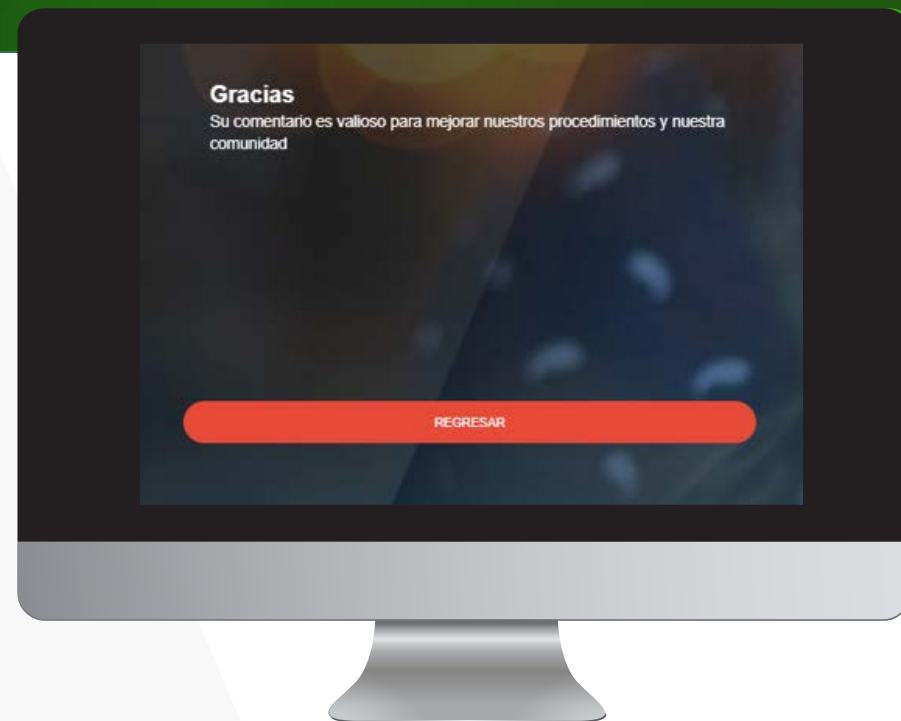 Gracias
Su comentario es valioso para mejorar nuestros procedimientos y nuestra
comunidad
REGRESAR